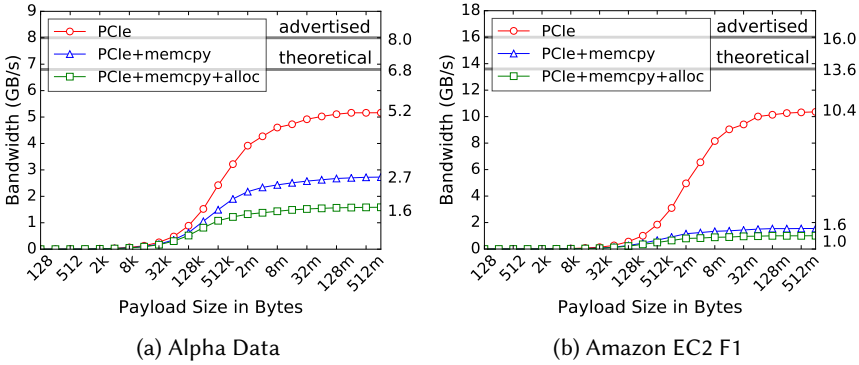 9
8
7
6
5
4
3
2
1
0
Bandwidth (GB/s)
PCIe
PCIe+memcpy
PCIe+memcpy+alloc
advertised
theoretical
8.0
6.8
5.2
2.7
1.6
128
512
2k
8k
32k
128k
512k
2m
8m
32m
128m
512m
Payload Size in Bytes
(a) Alpha Data
18
16
14
12
10
8
6
4
2
0
Bandwidth (GB/s)
PCIe
PCIe+memcpy
PCIe+memcpy+alloc
advertised
theoretical
16.0
13.6
10.4
1.6
1.0
128
512
2k
8k
32k
128k
512k
2m
8m
32m
128m
512m
Payload Size in Bytes
(b) Amazon EC2 F1